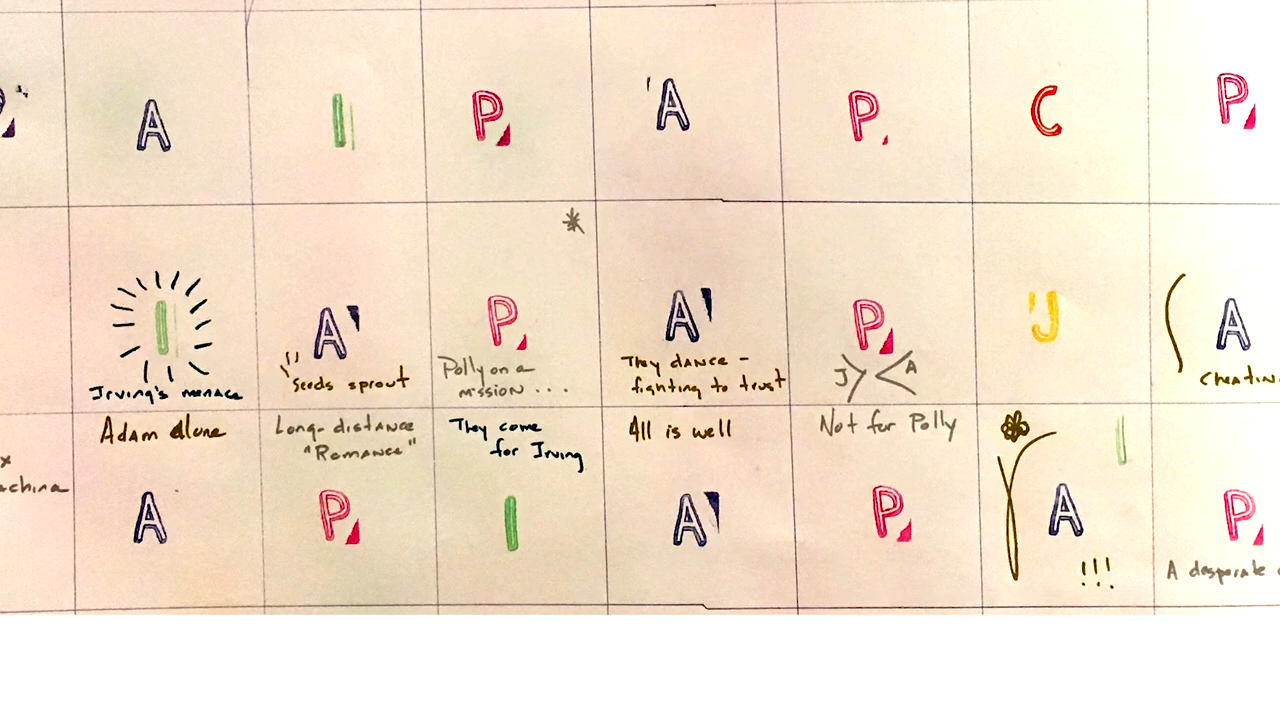 A
I
P
A
P
C
P
I
Irving's menace
A
Seeds sprout
P
Polly on a
mission...
A
They dance -
fighting to trust
P
J
A
J
A
Adam Alone
A
Long-distance
"Romance"
P
They come
for Irving
I
All is well
A
Not for Polly
P
I
A
!!!
P
A desperate